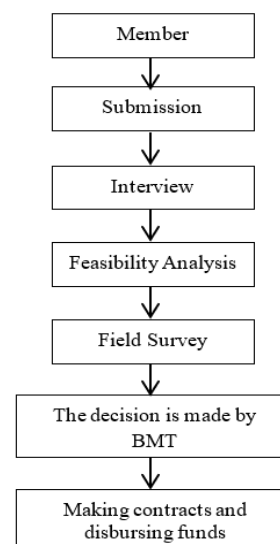 Member
Submission
Interview
Feasibility Analysis
Field Survey
The decision is made by
BMT
Making contracts and
disbursing funds